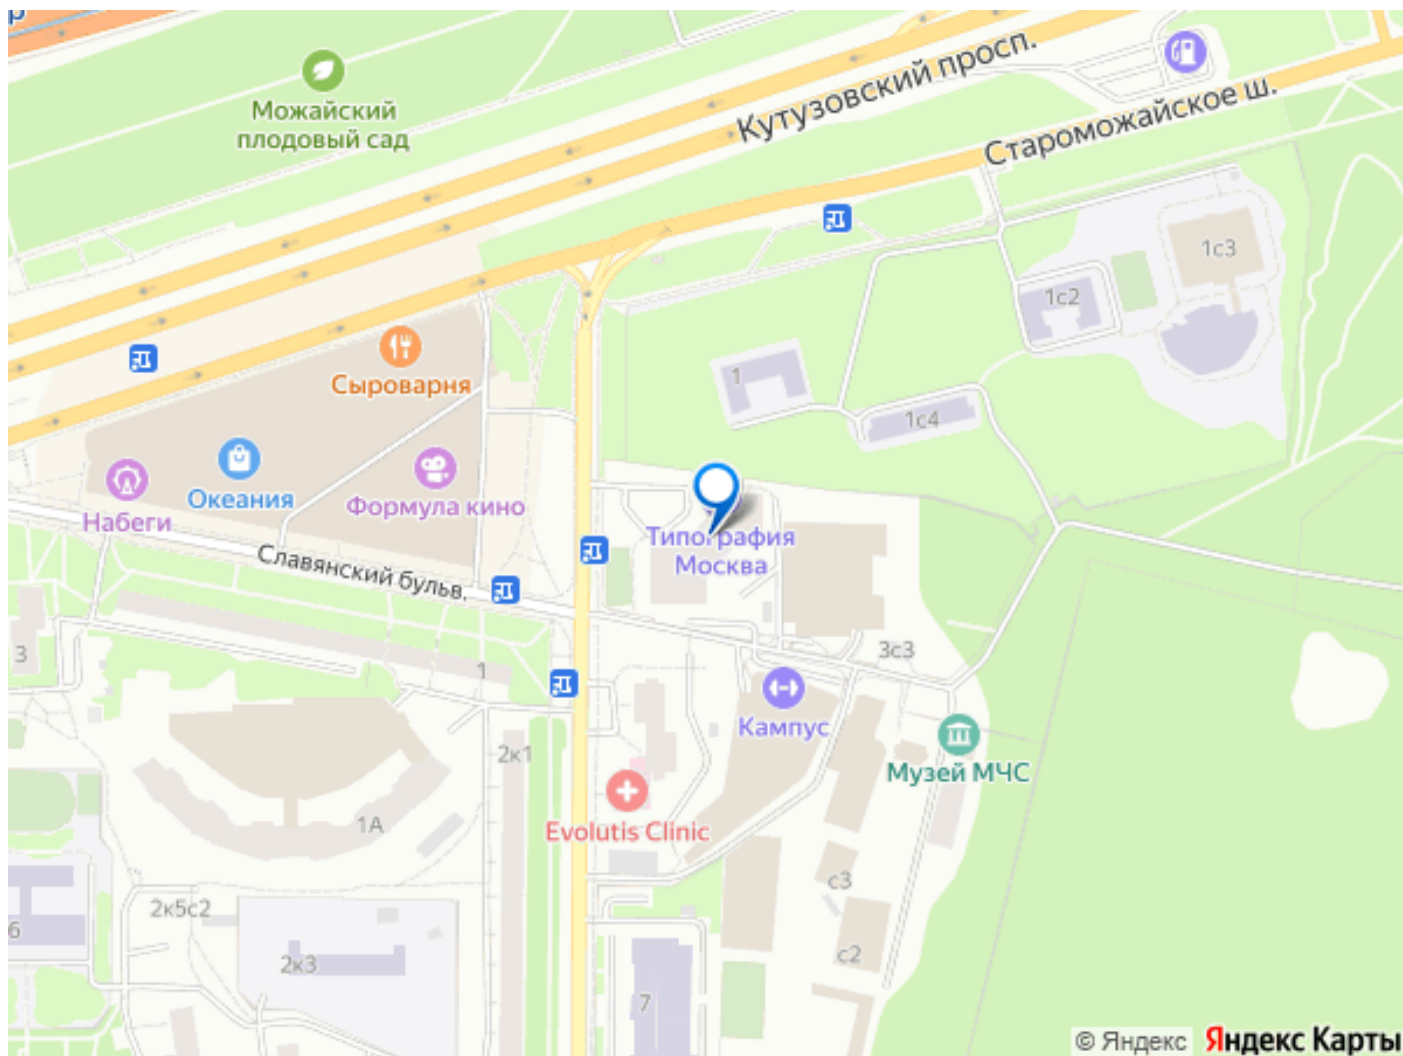 р
Можайский
плодовый сад
Кутузовский просп.
Староможайское ш.
1с3
1с2
Сыроварня
1
1с4
Океания
Формула кино
Набеги
Типография
Москва
Славянский бульв.
3
1
3с3
Кампус
2к1
Музей МЧС
1А
Evolutis Clinic
с3
2к5с2
6
с2
2к3
7
© Яндекс Яндекс Карты